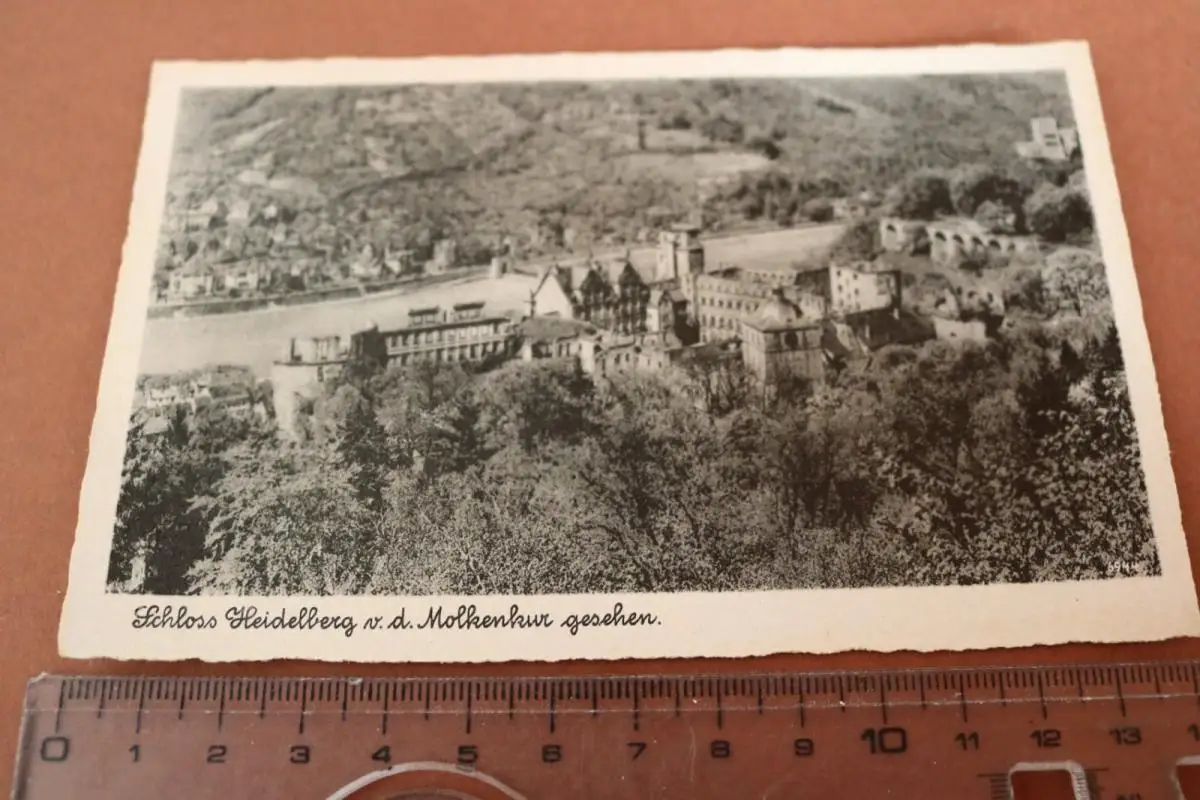 Schloss Heidelberg v. d. Molkenkur gesehen.
0 1 2 3 4 5 6 7 8 9 10 11 12 13